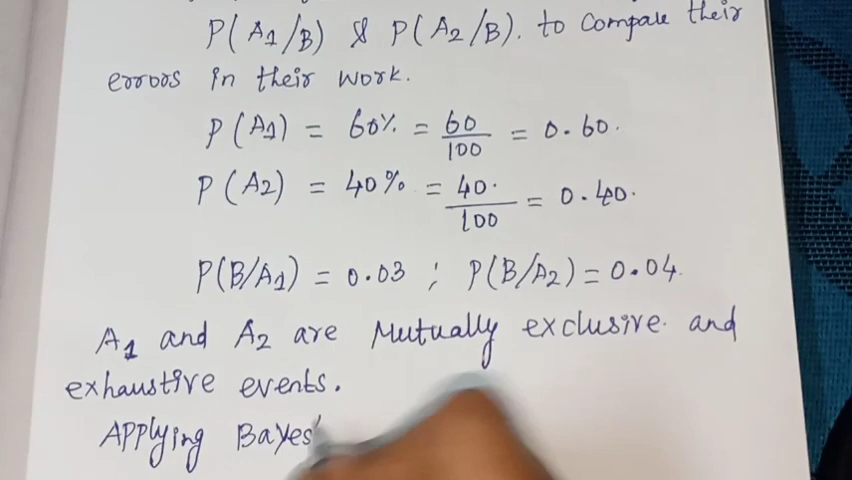 P(A1/B) & P(A2/B). to compare their
errors in their work.
P(A1) = 60% = 60/100 = 0.60.
P(A2) = 40% = 40./100 = 0.40.
P(B/A1) = 0.03 ; P(B/A2) = 0.04.
A1 and A2 are Mutually exclusive. and
exhaustive events.
Applying Bayes'